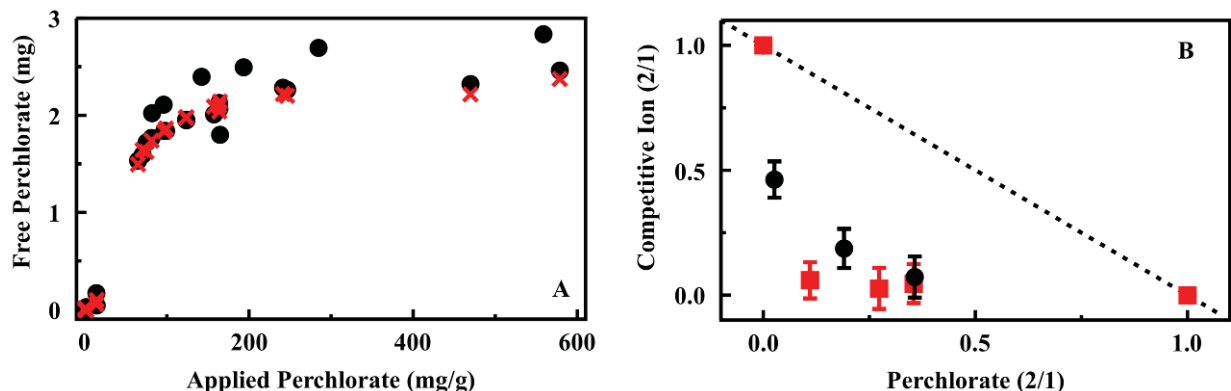 3
2
1
0
0
200
400
600
Free Perchlorate (mg)
Applied Perchlorate (mg/g)
A
1.0
0.5
0.0
0.0
0.5
1.0
Competitive Ion (2/1)
Perchlorate (2/1)
B